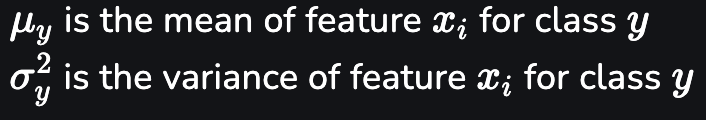 μ_y is the mean of feature x_i for class y
σ_y^2 is the variance of feature x_i for class y